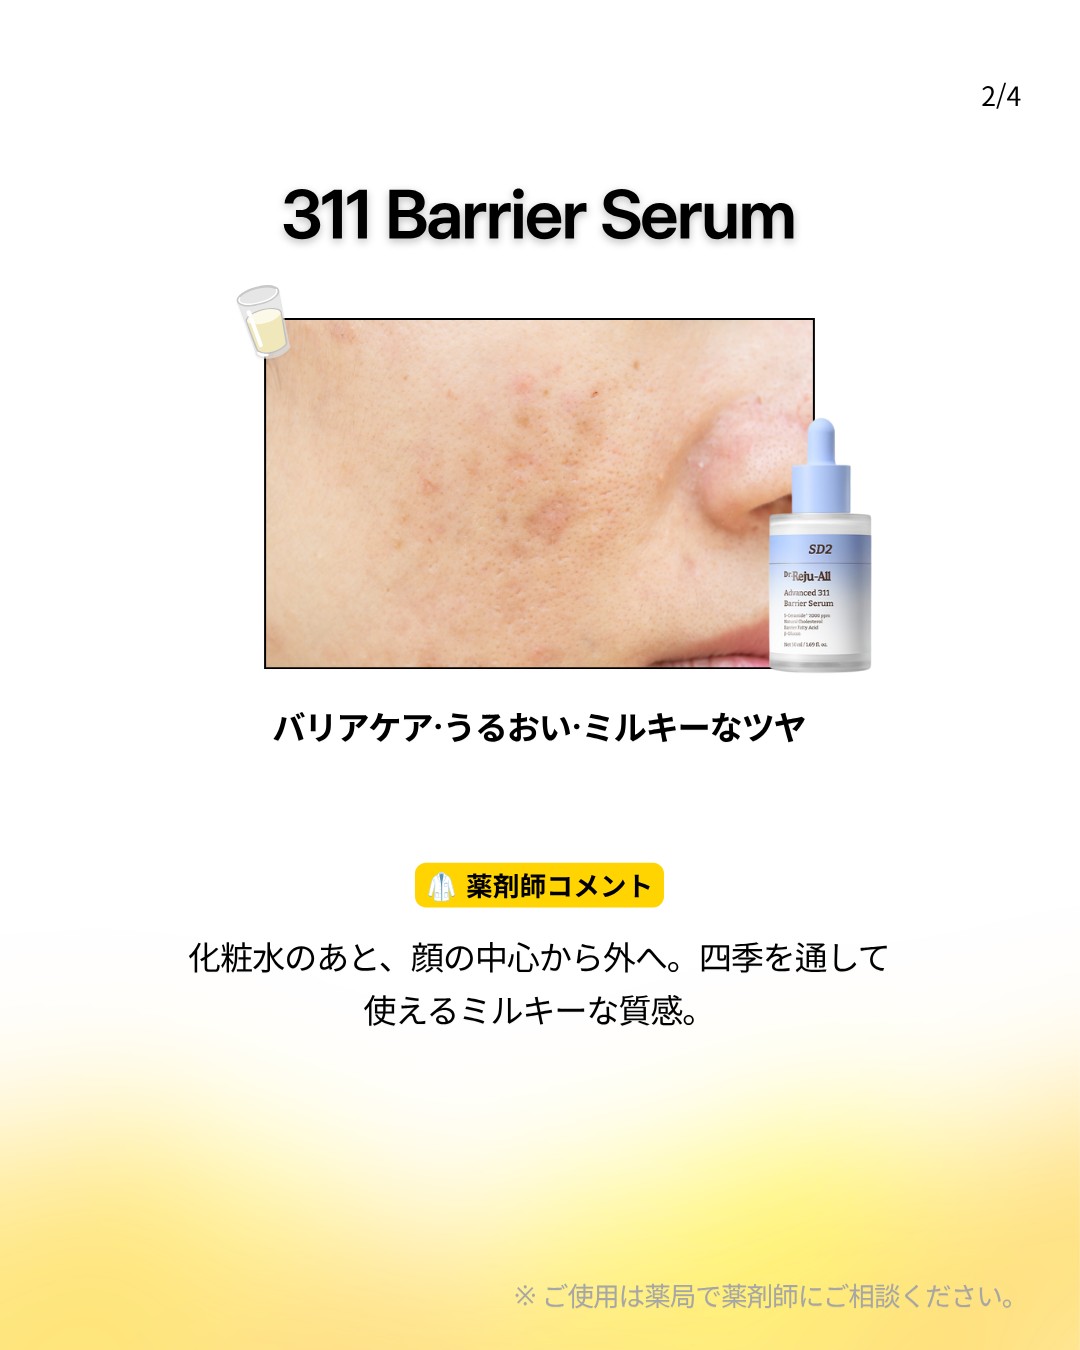 2/4
311 Barrier Serum
SD2
Dr.Reju-All
Advanced 311
Barrier Serum
バリアケア·うるおい·ミルキーなツヤ
薬剤師コメント
化粧水のあと、顔の中心から外へ。四季を通して
使えるミルキーな質感。
※ ご使用は薬局で薬剤師にご相談ください。